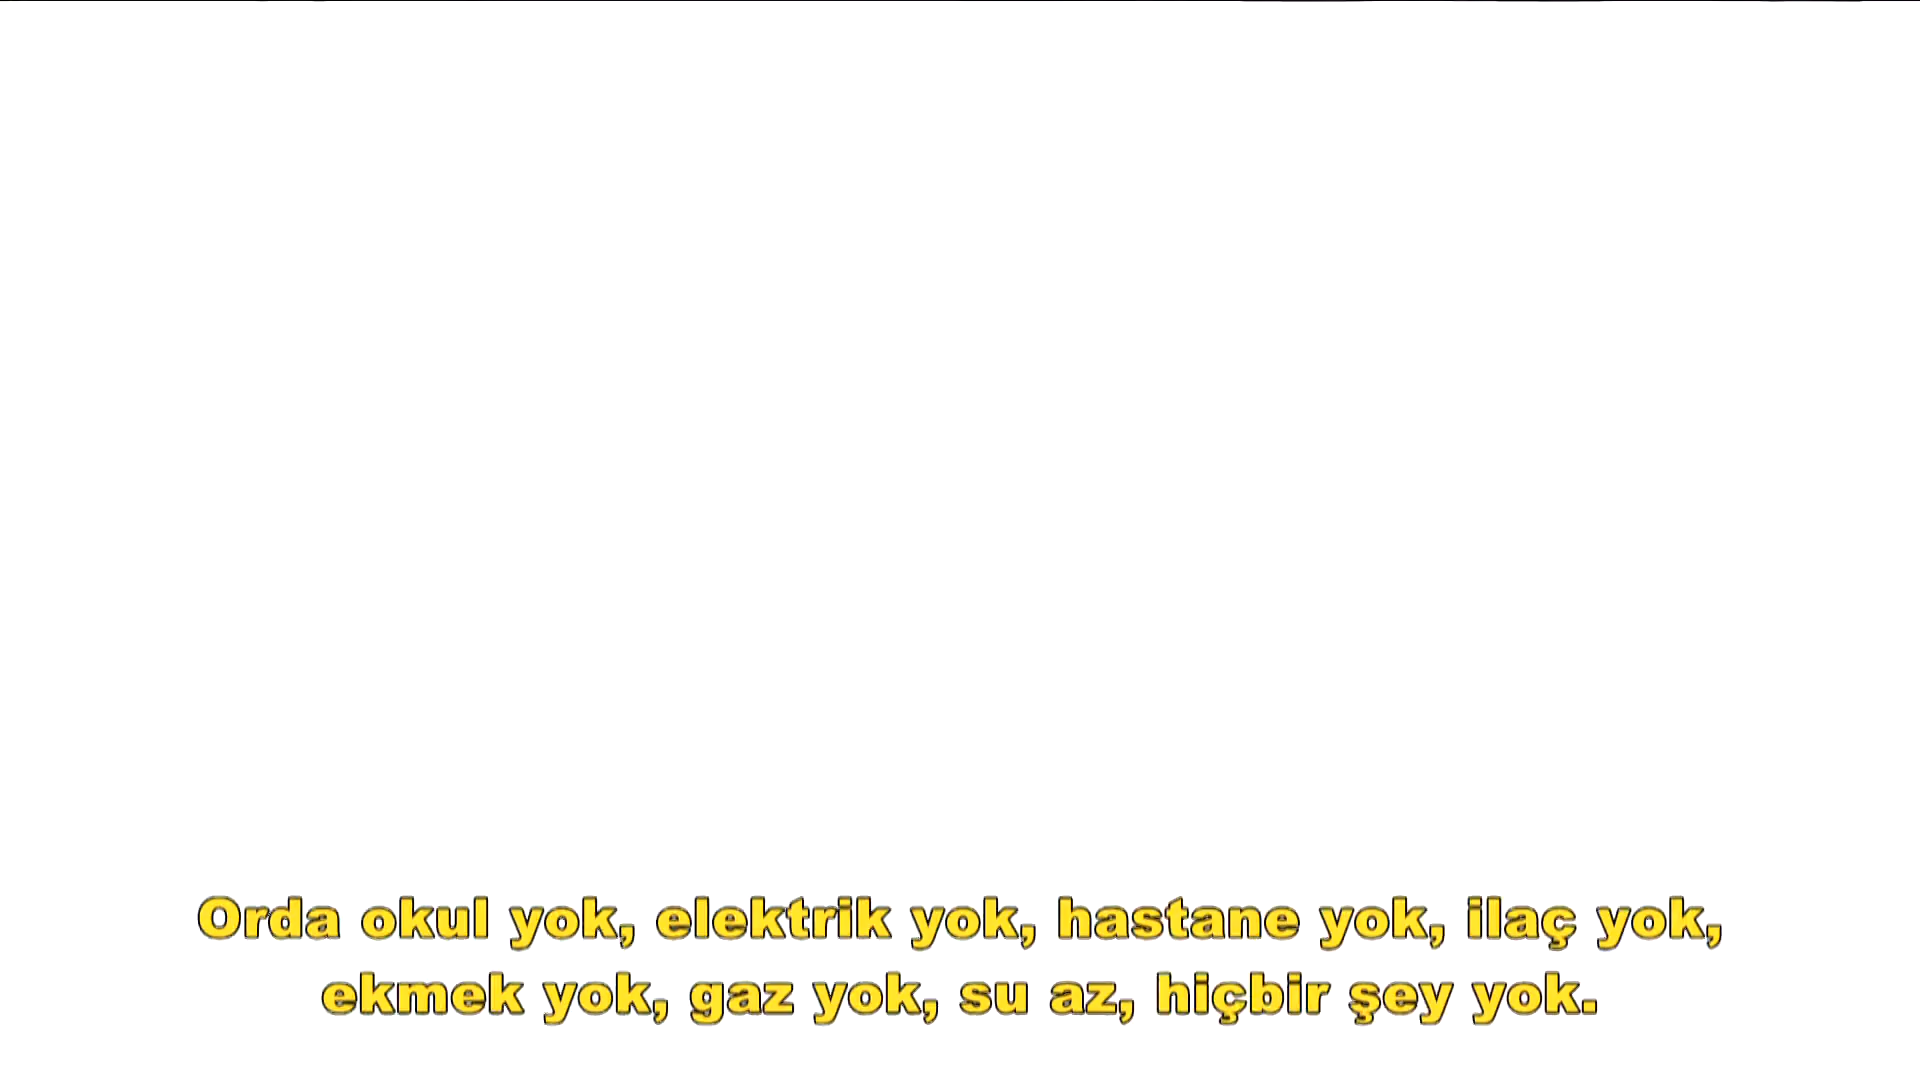 Orda okul yok, elektrik yok, hastane yok, ilaç yok,
ekmek yok, gaz yok, su az, hiçbir şey yok.